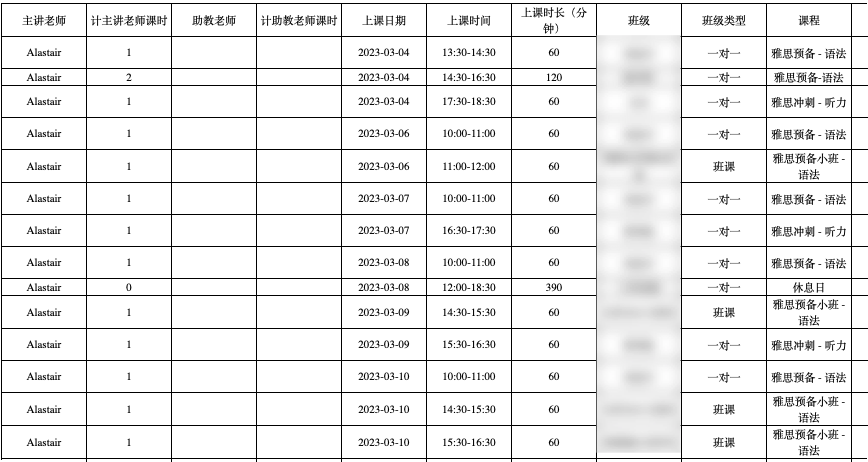 主讲老师 计主讲老师课时 助教老师 计助教老师课时 上课日期 上课时间 上课时长（分钟） 班级 班级类型 课程
Alastair 1 2023-03-04 13:30-14:30 60 一对一 雅思预备 - 语法
Alastair 2 2023-03-04 14:30-16:30 120 一对一 雅思预备-语法
Alastair 1 2023-03-04 17:30-18:30 60 一对一 雅思冲刺 - 听力
Alastair 1 2023-03-06 10:00-11:00 60 一对一 雅思预备 - 语法
Alastair 1 2023-03-06 11:00-12:00 60 班课 雅思预备小班 - 语法
Alastair 1 2023-03-07 10:00-11:00 60 一对一 雅思预备 - 语法
Alastair 1 2023-03-07 16:30-17:30 60 一对一 雅思冲刺 - 听力
Alastair 1 2023-03-08 10:00-11:00 60 一对一 雅思预备 - 语法
Alastair 0 2023-03-08 12:00-18:30 390 一对一 休息日
Alastair 1 2023-03-09 14:30-15:30 60 班课 雅思预备小班 - 语法
Alastair 1 2023-03-09 15:30-16:30 60 一对一 雅思冲刺 - 听力
Alastair 1 2023-03-10 10:00-11:00 60 一对一 雅思预备 - 语法
Alastair 1 2023-03-10 14:30-15:30 60 班课 雅思预备小班 - 语法
Alastair 1 2023-03-10 15:30-16:30 60 班课 雅思预备小班 - 语法